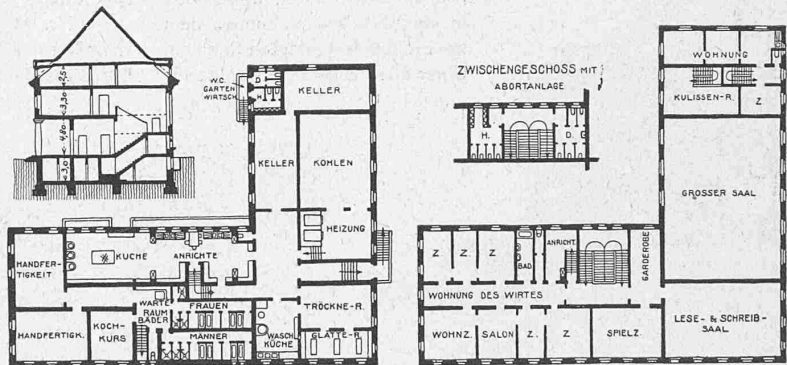 2,5
3,30
4,80
3,0
W.C.
GARTEN
WIRTSCH.
D.
H.
KELLER
KELLER
KOHLEN
HEIZUNG
HANDFER-
TIGKEIT
KÜCHE
ANRICHTE
HANDFERTIGK.
KOCH-
KURS
WARTE
RAUM
BÄDER
FRAUEN
MÄNNER
WASCH
KÜCHE
TRÖCKNE-R.
GLÄTTE-R.
ZWISCHENGESCHOSS MIT
ABORTANLAGE
H.
D.
WOHNUNG
KULISSEN-R.
Z
GROSSER SAAL
Z
Z
Z
BAD
ANRICHT.
GARDEROBE
WOHNUNG DES WIRTES
WOHNZ.
SALON
Z.
Z
SPIELZ.
LESE- & SCHREIB-
SAAL